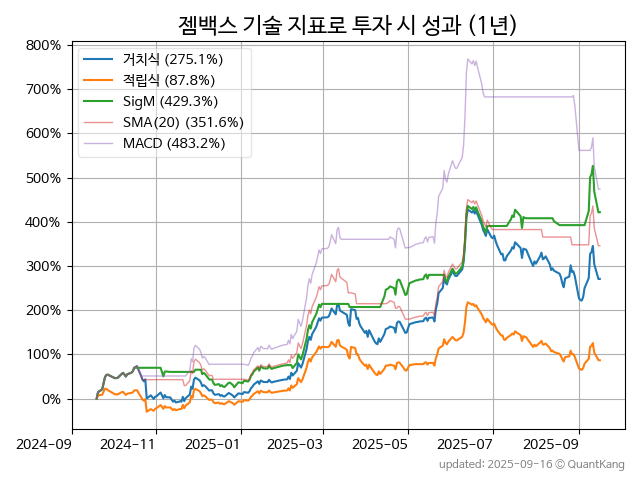 젬백스 기술 지표로 투자 시 성과 (1년)
거치식 (275.1%)
적립식 (87.8%)
SigM (429.3%)
SMA(20) (351.6%)
MACD (483.2%)
800%
700%
600%
500%
400%
300%
200%
100%
0%
2024-09
2024-11
2025-01
2025-03
2025-05
2025-07
2025-09
updated: 2025-09-16 © QuantKang